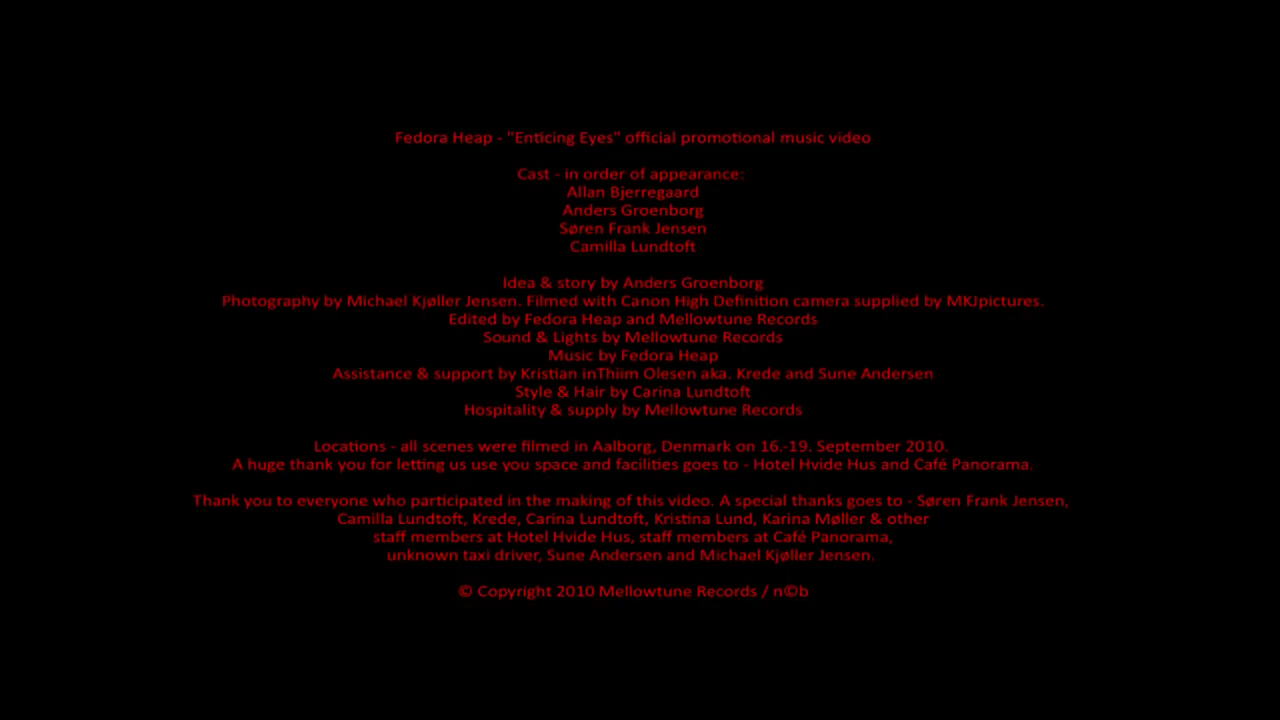 Fedora Heap - "Enticing Eyes" official promotional music video
Cast - in order of appearance:
Allan Bjerregaard
Anders Groenborg
Søren Frank Jensen
Camilla Lundtoft
Idea & story by Anders Groenborg
Photography by Michael Kjøller Jensen. Filmed with Canon High Definition camera supplied by MKJpictures.
Edited by Fedora Heap and Mellowtune Records
Sound & Lights by Mellowtune Records
Music by Fedora Heap
Assistance & support by Kristian inThiim Olesen aka. Krede and Sune Andersen
Style & Hair by Carina Lundtoft
Hospitality & supply by Mellowtune Records
Locations - all scenes were filmed in Aalborg, Denmark on 16.-19. September 2010.
A huge thank you for letting us use you space and facilities goes to - Hotel Hvide Hus and Café Panorama.
Thank you to everyone who participated in the making of this video. A special thanks goes to - Søren Frank Jensen,
Camilla Lundtoft, Krede, Carina Lundtoft, Kristina Lund, Karina Møller & other
staff members at Hotel Hvide Hus, staff members at Café Panorama,
unknown taxi driver, Sune Andersen and Michael Kjøller Jensen.
© Copyright 2010 Mellowtune Records / n©b